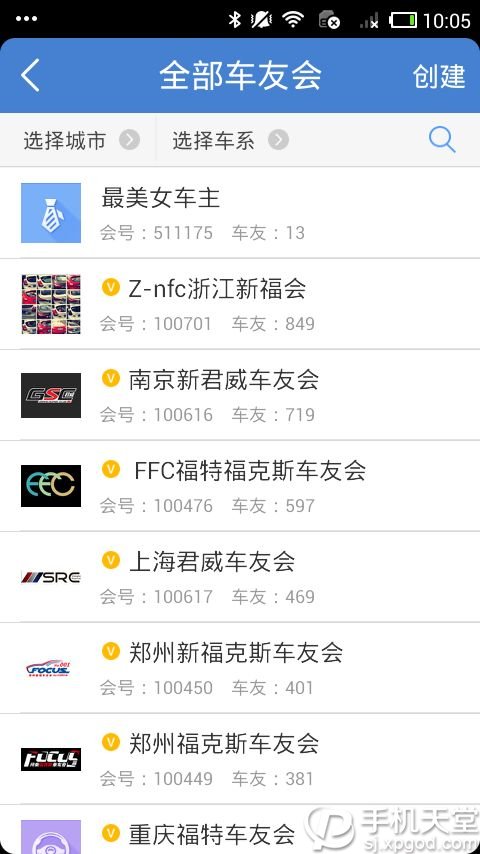 10:05
全部车友会
创建
选择城市
选择车系
最美女车主
会号：511175 车友：13
V Z-nfc浙江新福会
会号：100701 车友：849
GSC
V 南京新君威车友会
会号：100616 车友：719
FFC
V FFC福特福克斯车友会
会号：100476 车友：597
SRC
V 上海君威车友会
会号：100617 车友：469
FOCUS
V 郑州新福克斯车友会
会号：100450 车友：401
FOCUS
V 郑州福克斯车友会
会号：100449 车友：381
V 重庆福特车友会
手机天堂
sj.xpgod.com